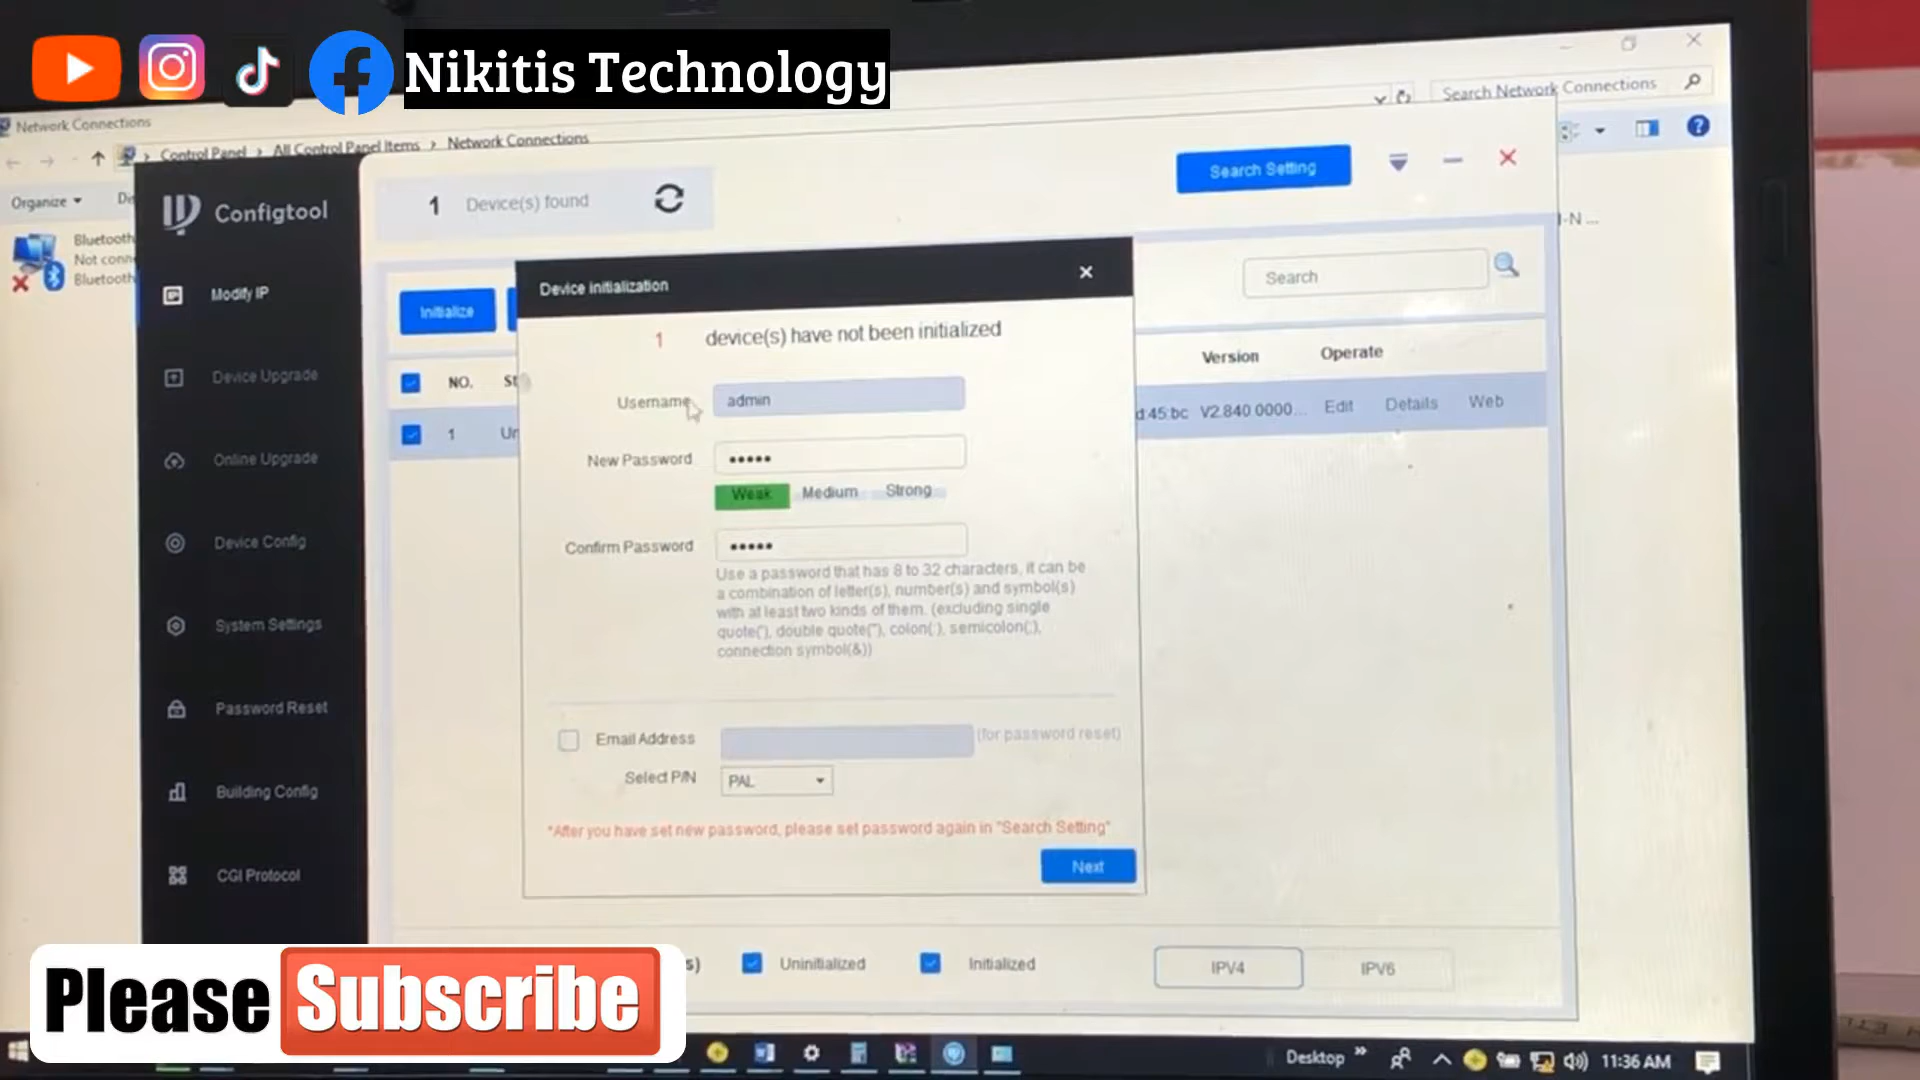 Nikitis Technology
Network Connections
Search Network Connections
Control Panel > All Control Panel Items > Network Connections
Organize
Bluetooth
Not conn
Bluetooth
Configtool
1 Device(s) found
Search Setting
Modify IP
Device Upgrade
Online Upgrade
Device Config
System Settings
Password Reset
Building Config
CGI Protocol
Initialize
Search
NO.
Version
Operate
1
d:45:bc
V2.840 0000...
Edit
Details
Web
Device initialization
1 device(s) have not been initialized
Username
admin
New Password
•••••
Weak
Medium
Strong
Confirm Password
•••••
Use a password that has 8 to 32 characters, it can be
a combination of letter(s), number(s) and symbol(s)
with at least two kinds of them. (excluding single
quote('), double quote("), colon(:), semicolon(;),
connection symbol(&))
Email Address
(for password reset)
Select P/N
PAL
*After you have set new password, please set password again in "Search Setting"
Next
Uninitialized
Initialized
IPV4
IPV6
Please Subscribe
Desktop
11:36 AM